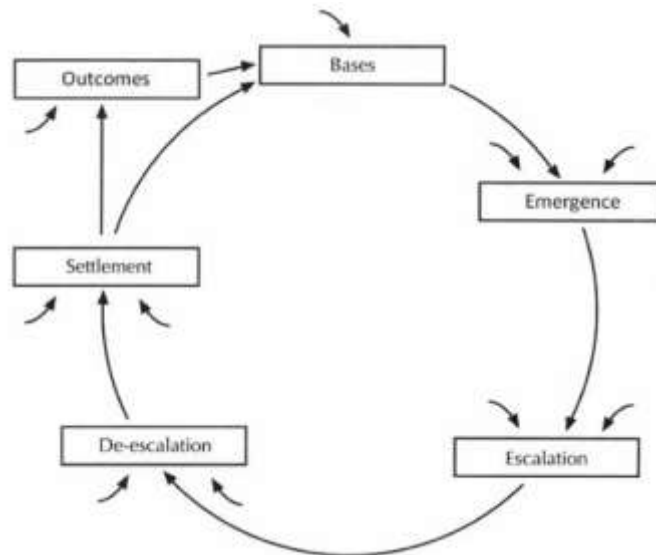 Bases
Outcomes
Emergence
Settlement
De-escalation
Escalation